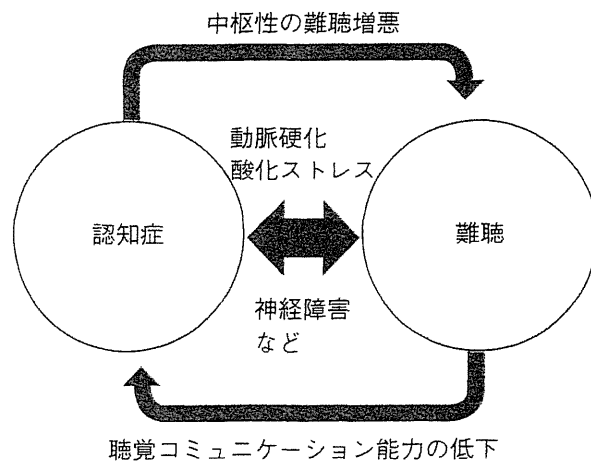 中枢性の難聴増悪
動脈硬化
酸化ストレス
認知症
難聴
神経障害
など
聴覚コミュニケーション能力の低下